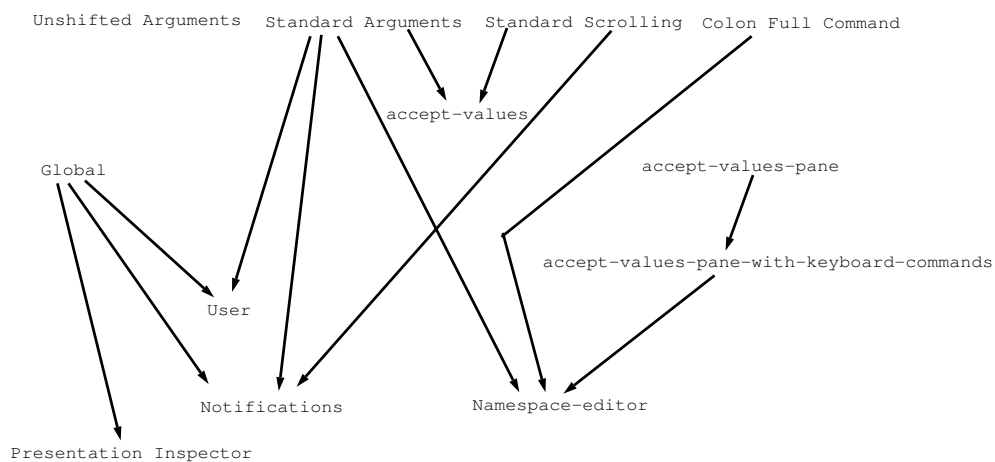 Unshifted Arguments
Standard Arguments
Standard Scrolling
Colon Full Command
accept-values
Global
accept-values-pane
accept-values-pane-with-keyboard-commands
User
Notifications
Namespace-editor
Presentation Inspector